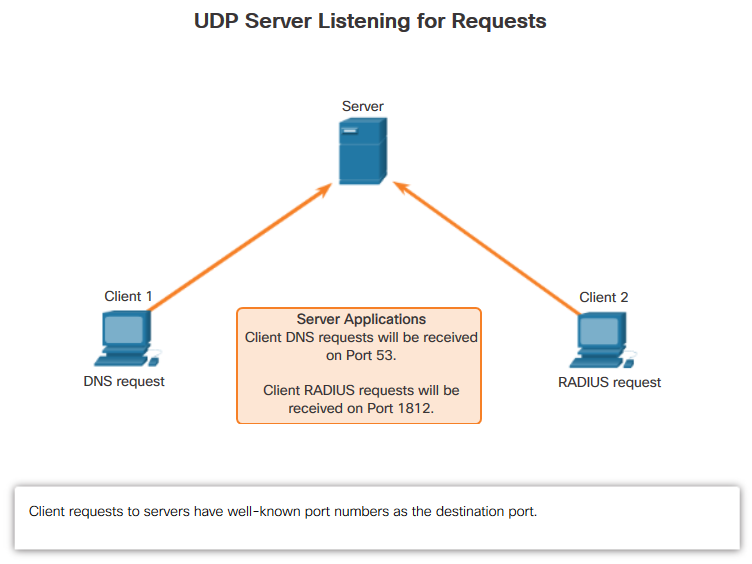 UDP Server Listening for Requests
Server
Client 1
Client 2
DNS request
RADIUS request
Server Applications
Client DNS requests will be received
on Port 53.
Client RADIUS requests will be
received on Port 1812.
Client requests to servers have well-known port numbers as the destination port.